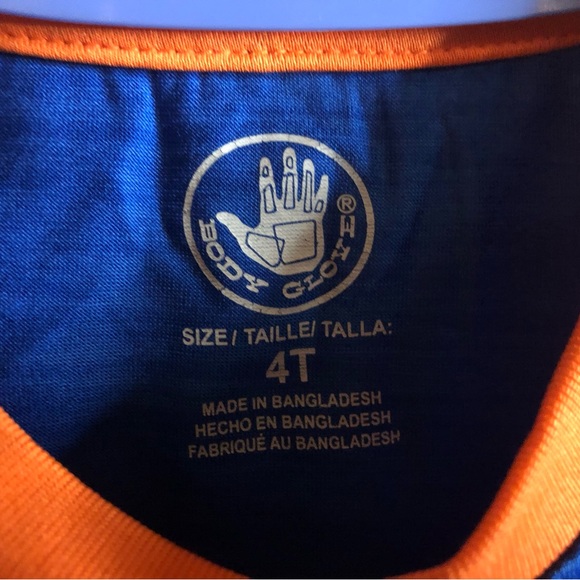 BODY GLOVE®
SIZE / TAILLE/ TALLA:
4T
MADE IN BANGLADESH
HECHO EN BANGLADESH
FABRIQUÉ AU BANGLADESH